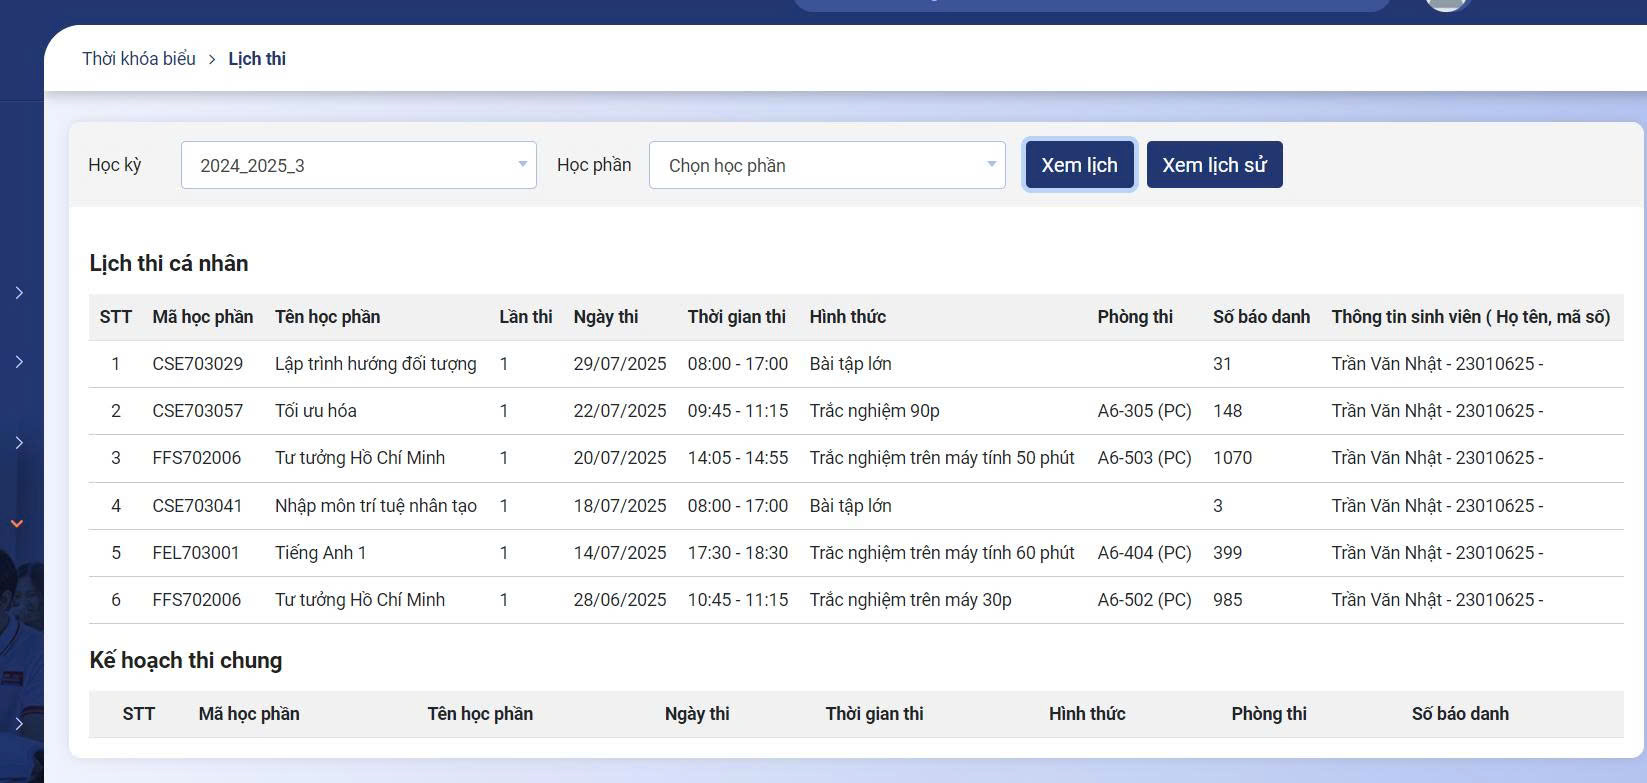 Thời khóa biểu > Lịch thi
Học kỳ 2024_2025_3 Học phần Chọn học phần Xem lịch Xem lịch sử
Lịch thi cá nhân
STT Mã học phần Tên học phần Lần thi Ngày thi Thời gian thi Hình thức Phòng thi Số báo danh Thông tin sinh viên ( Họ tên, mã số)
1 CSE703029 Lập trình hướng đối tượng 1 29/07/2025 08:00 - 17:00 Bài tập lớn 31 Trần Văn Nhật - 23010625 -
2 CSE703057 Tối ưu hóa 1 22/07/2025 09:45 - 11:15 Trắc nghiệm 90p A6-305 (PC) 148 Trần Văn Nhật - 23010625 -
3 FFS702006 Tư tưởng Hồ Chí Minh 1 20/07/2025 14:05 - 14:55 Trắc nghiệm trên máy tính 50 phút A6-503 (PC) 1070 Trần Văn Nhật - 23010625 -
4 CSE703041 Nhập môn trí tuệ nhân tạo 1 18/07/2025 08:00 - 17:00 Bài tập lớn 3 Trần Văn Nhật - 23010625 -
5 FEL703001 Tiếng Anh 1 1 14/07/2025 17:30 - 18:30 Trăc nghiệm trên máy tính 60 phút A6-404 (PC) 399 Trần Văn Nhật - 23010625 -
6 FFS702006 Tư tưởng Hồ Chí Minh 1 28/06/2025 10:45 - 11:15 Trắc nghiệm trên máy 30p A6-502 (PC) 985 Trần Văn Nhật - 23010625 -
Kế hoạch thi chung
STT Mã học phần Tên học phần Ngày thi Thời gian thi Hình thức Phòng thi Số báo danh